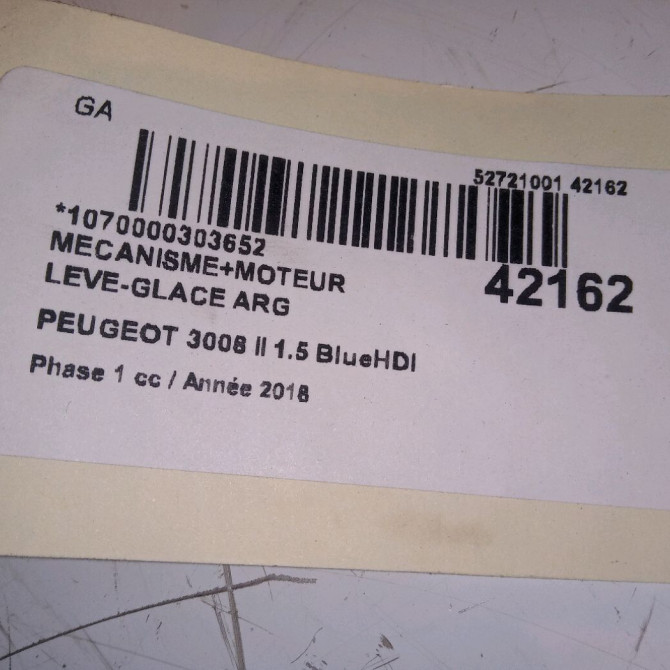 GA
52721001 42162
*1070000303652
42162
MECANISME+MOTEUR
LEVE-GLACE ARG
PEUGEOT 3008 II 1.5 BlueHDI
Phase 1 cc / Année 2018